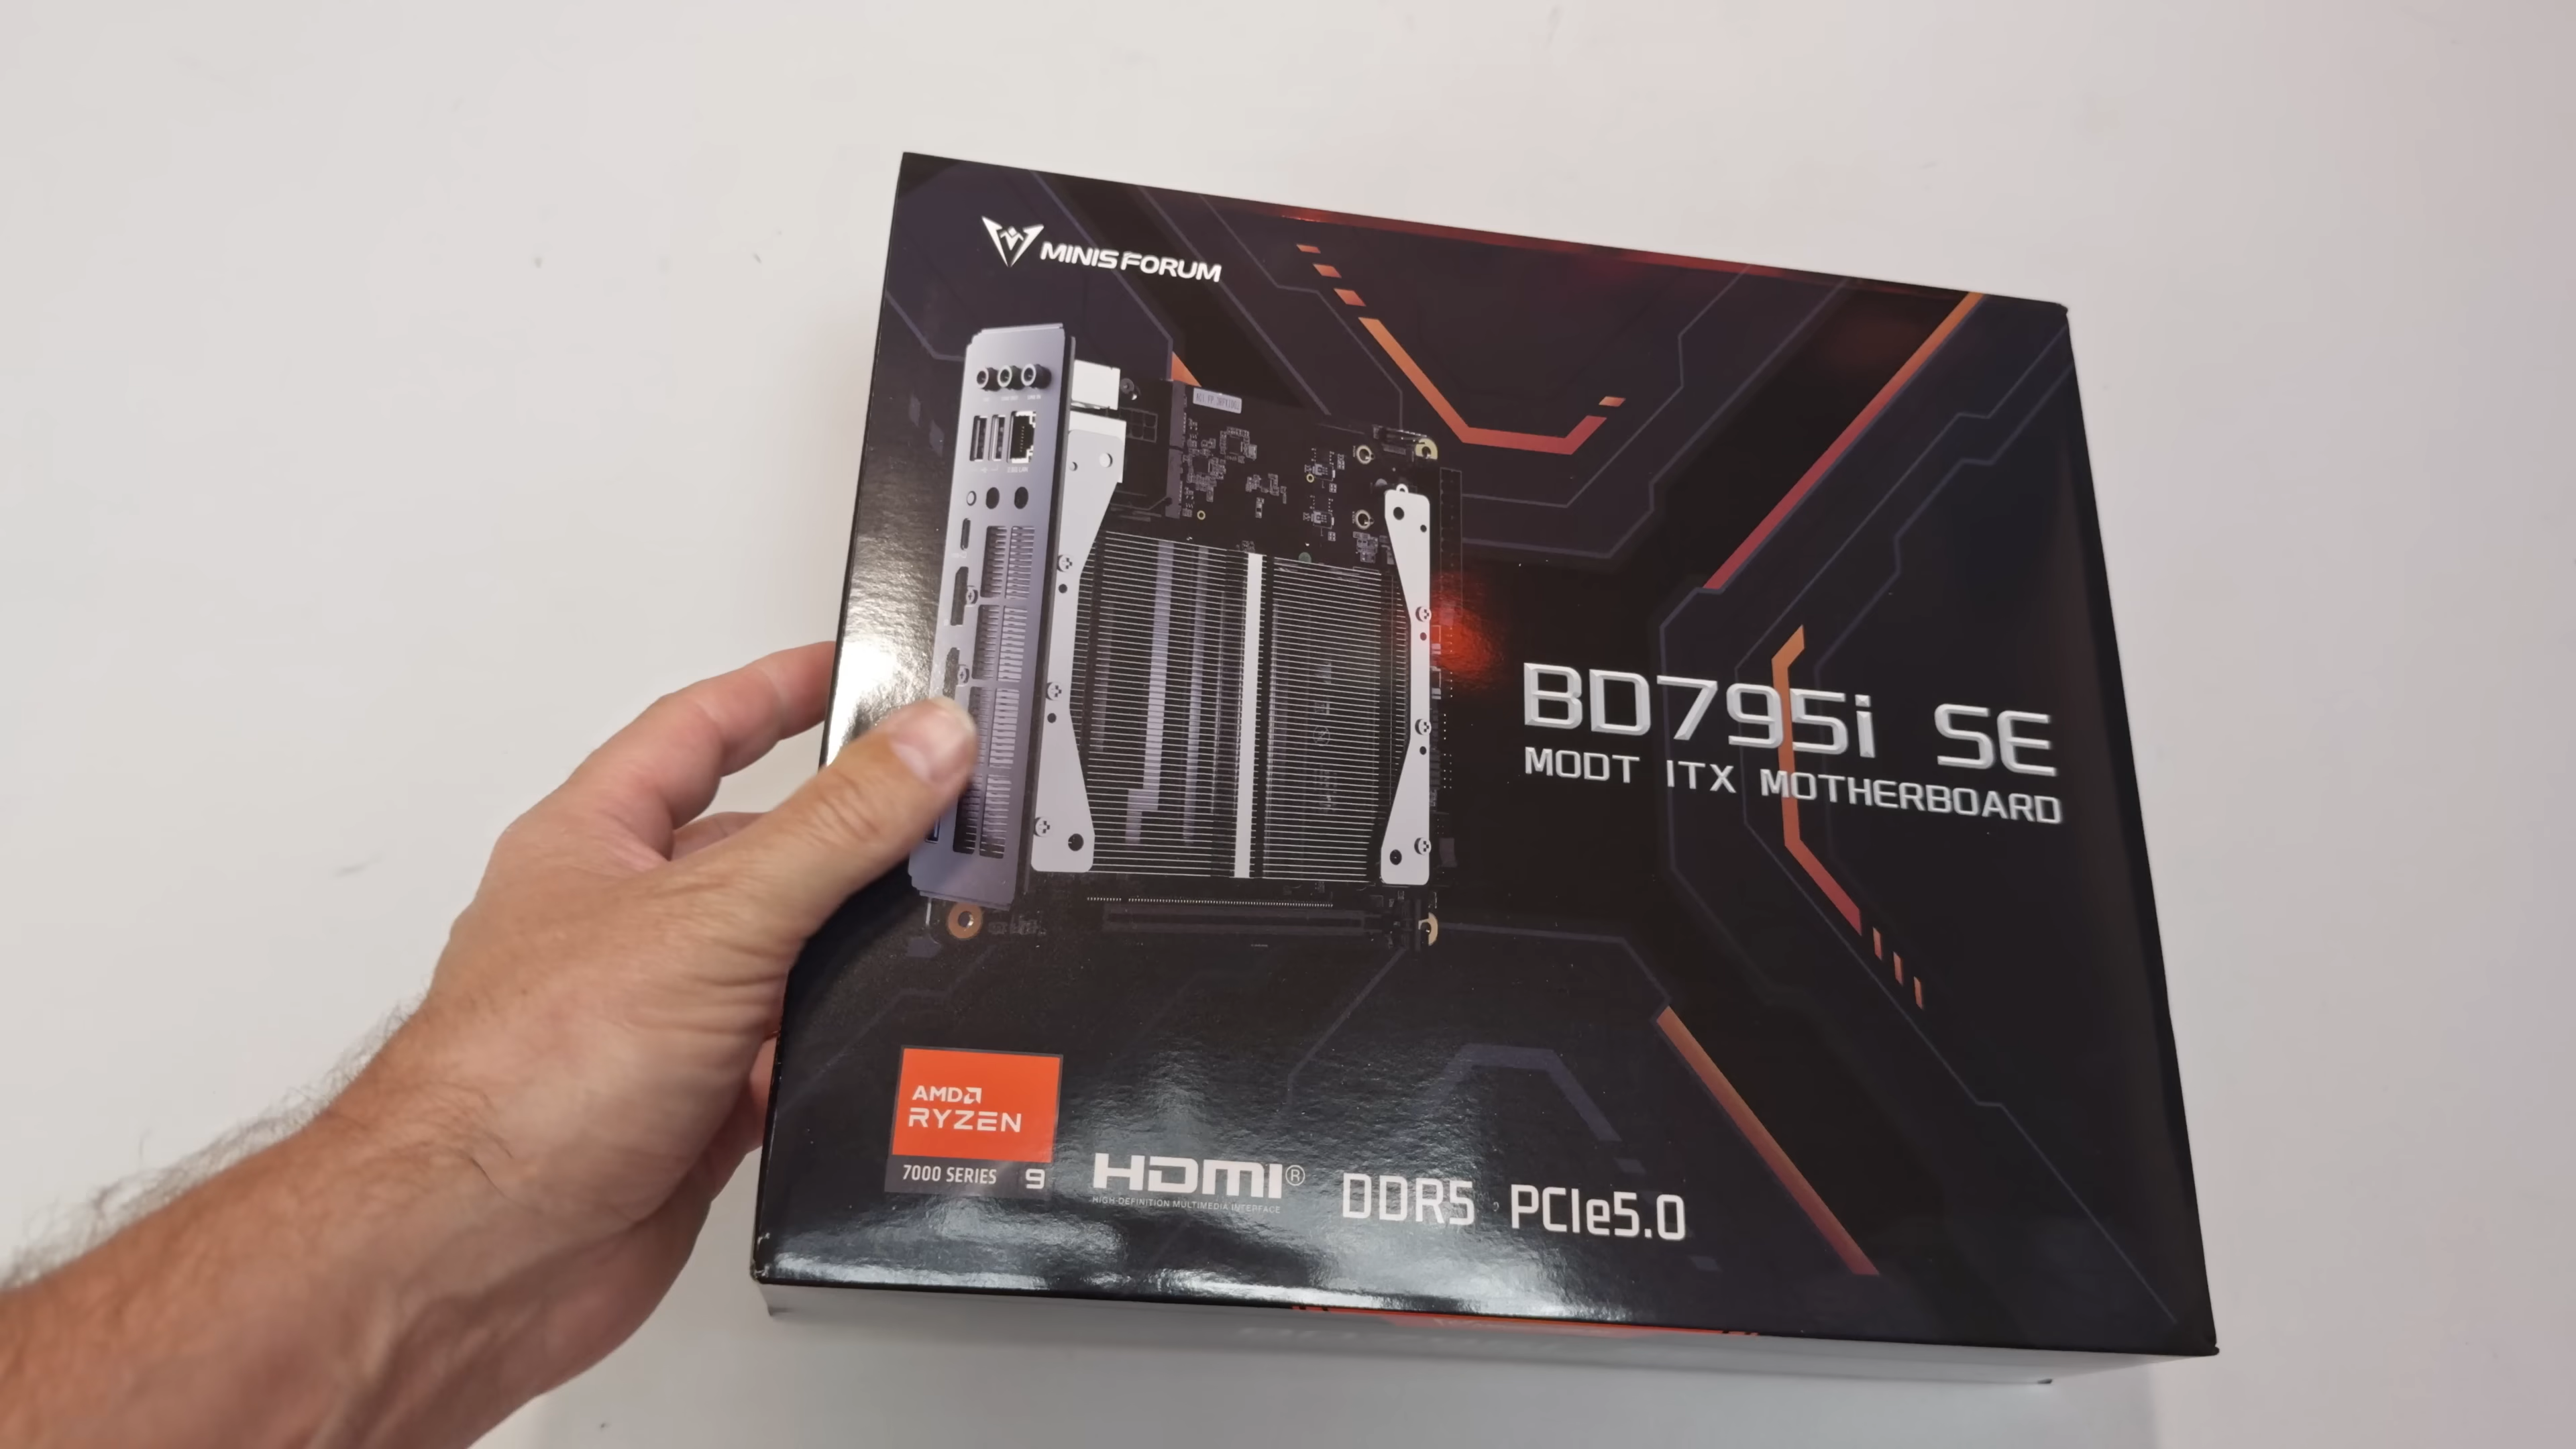 MINISFORUM
BD795i SE
MODT ITX MOTHERBOARD
AMD
RYZEN
7000 SERIES 9
HDMI®
HIGH-DEFINITION MULTIMEDIA INTERFACE
DDR5 PCIe5.0